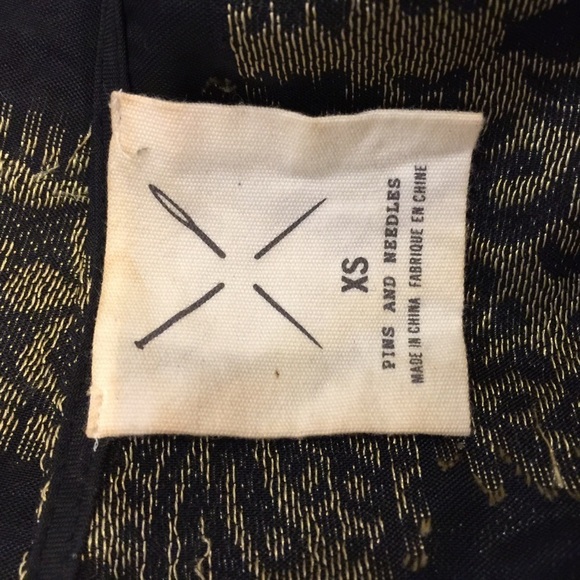 XS
PINS AND NEEDLES
MADE IN CHINA FABRIQUE EN CHINE